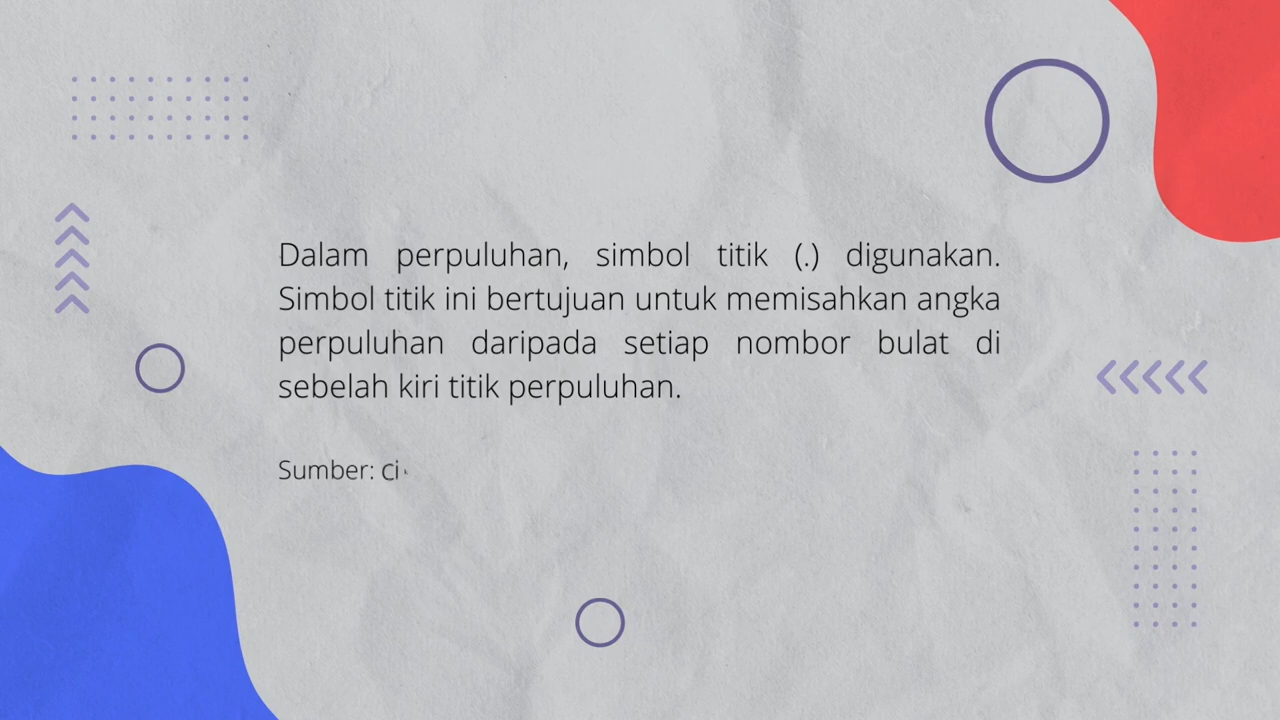 Dalam perpuluhan, simbol titik (.) digunakan.
Simbol titik ini bertujuan untuk memisahkan angka
perpuluhan daripada setiap nombor bulat di
sebelah kiri titik perpuluhan.
Sumber: